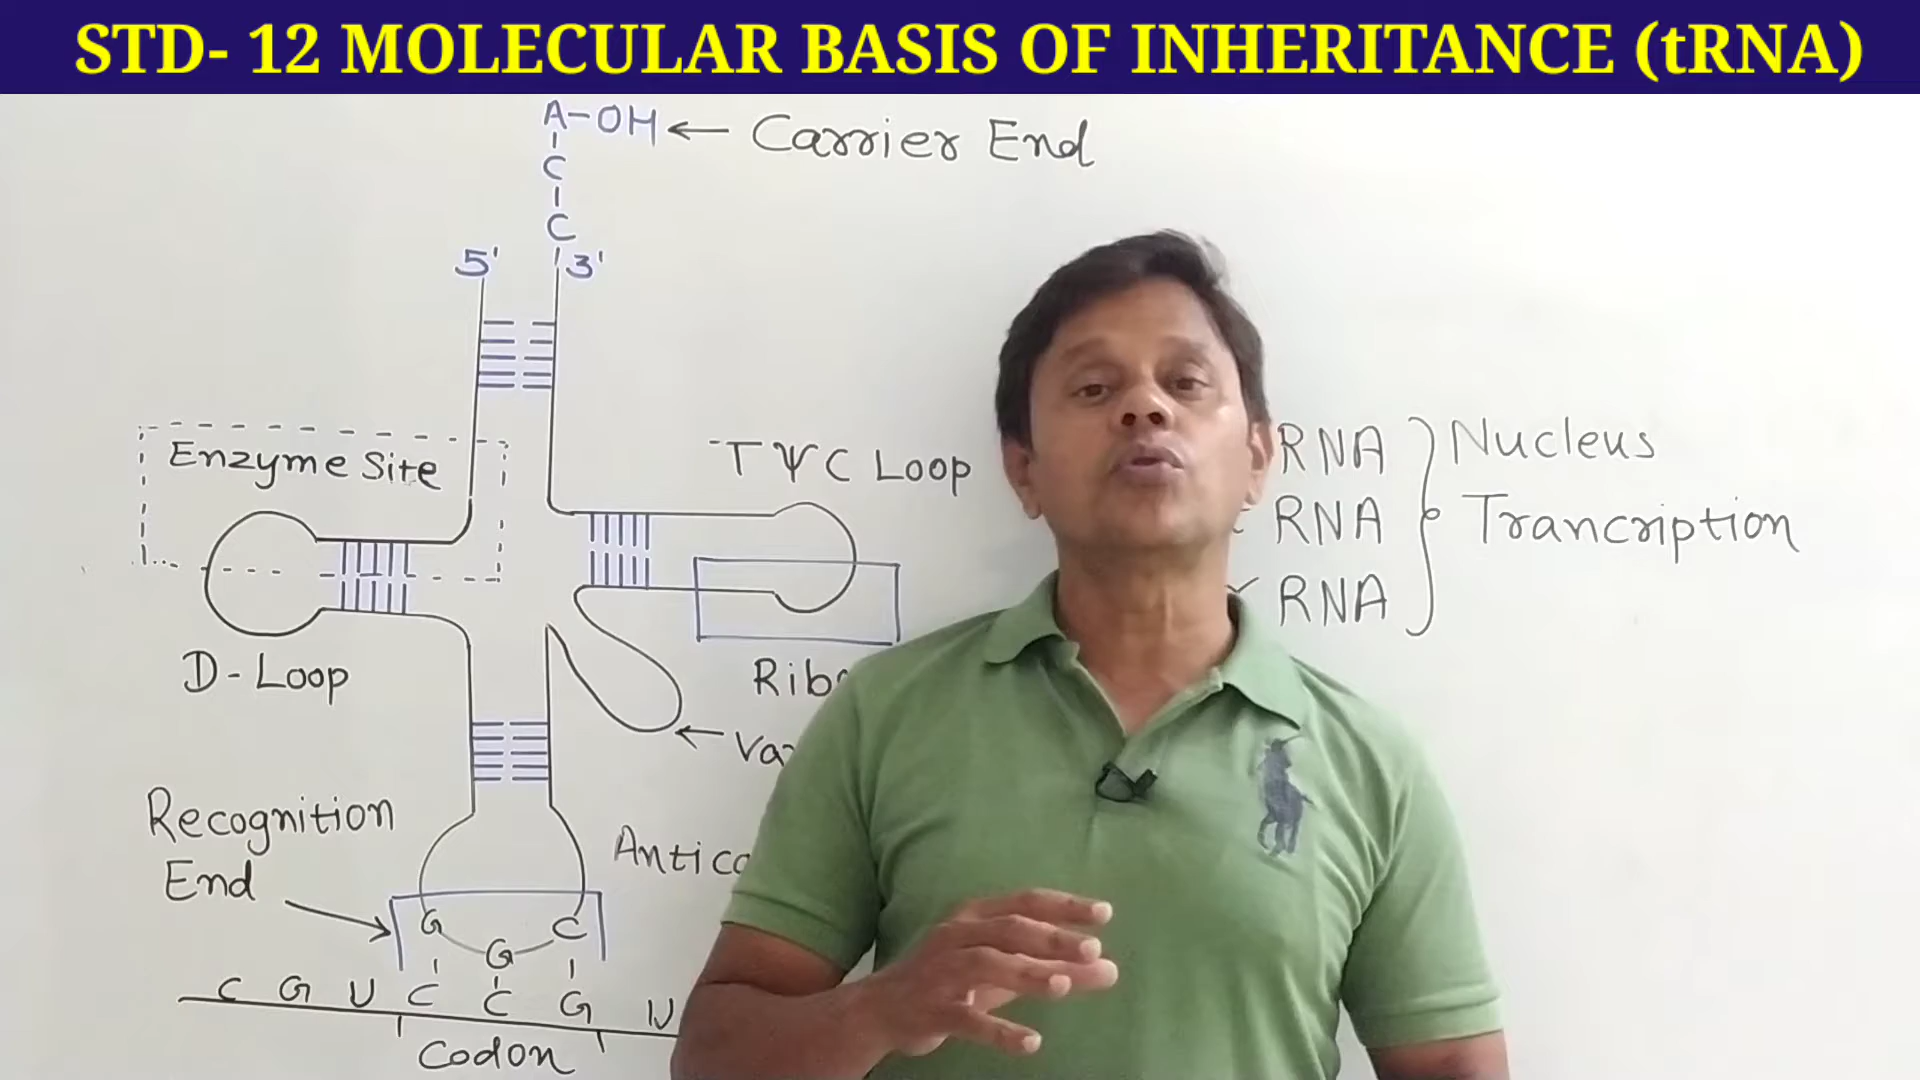 STD- 12 MOLECULAR BASIS OF INHERITANCE (tRNA)
A-OH ← Carrier End
C
C
5' 3'
Enzyme Site
TΨC Loop
RNA
RNA
RNA
Nucleus
Trancription
D-Loop
Recognition
End
G G C
C G U C C G U
Codon